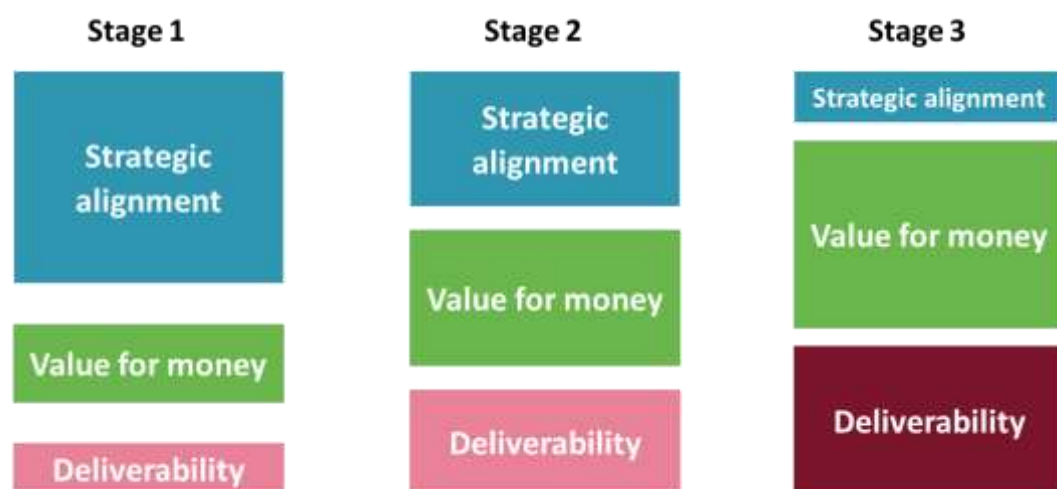 Stage 1
Strategic
alignment
Value for money
Deliverability
Stage 2
Strategic
alignment
Value for money
Deliverability
Stage 3
Strategic alignment
Value for money
Deliverability